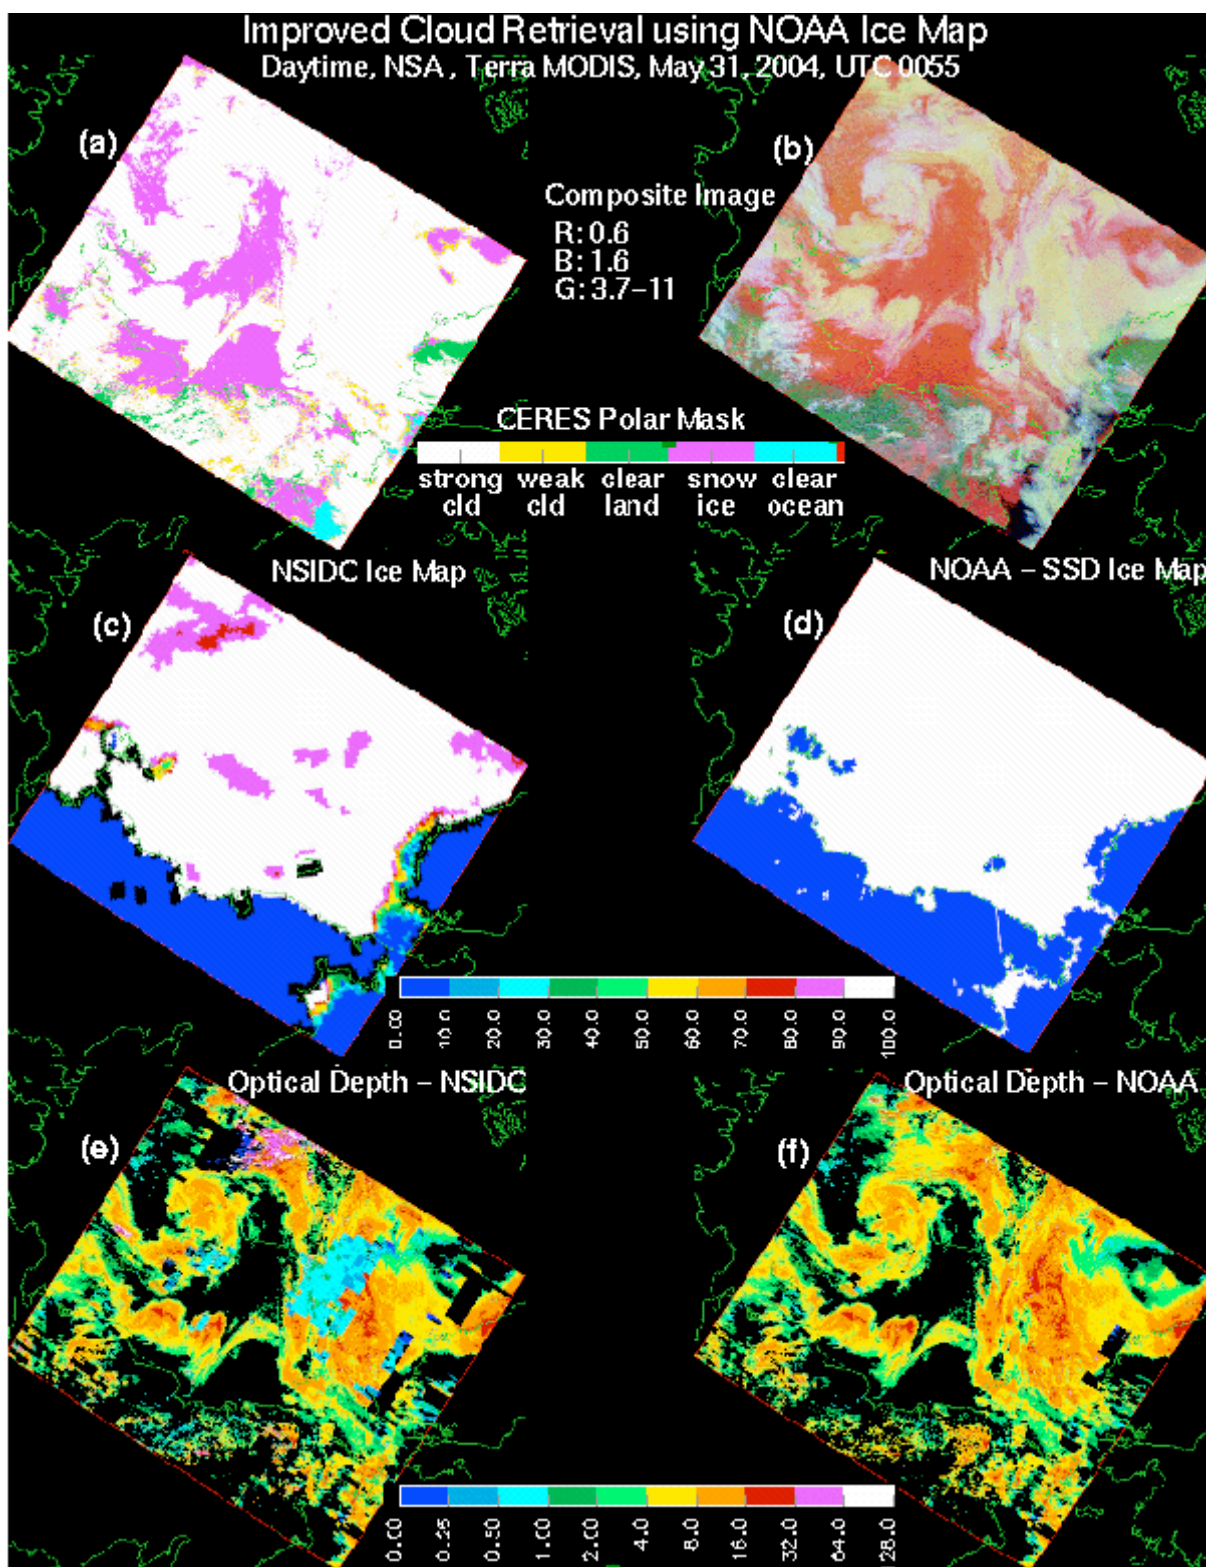 Improved Cloud Retrieval using NOAA Ice Map
Daytime, NSA , Terra MODIS, May 31, 2004, UTC 0055
(a)
(b)
Composite Image
R: 0.6
B: 1.6
G: 3.7-11
CERES Polar Mask
strong cld
weak cld
clear land
snow ice
clear ocean
NSIDC Ice Map
NOAA - SSD Ice Map
(c)
(d)
0.00 10.0 20.0 30.0 40.0 50.0 60.0 70.0 80.0 90.0 100.0
Optical Depth - NSIDC
Optical Depth - NOAA
(e)
(f)
0.00 0.25 0.50 1.00 2.00 4.0 8.0 16.0 32.0 64.0 28.0